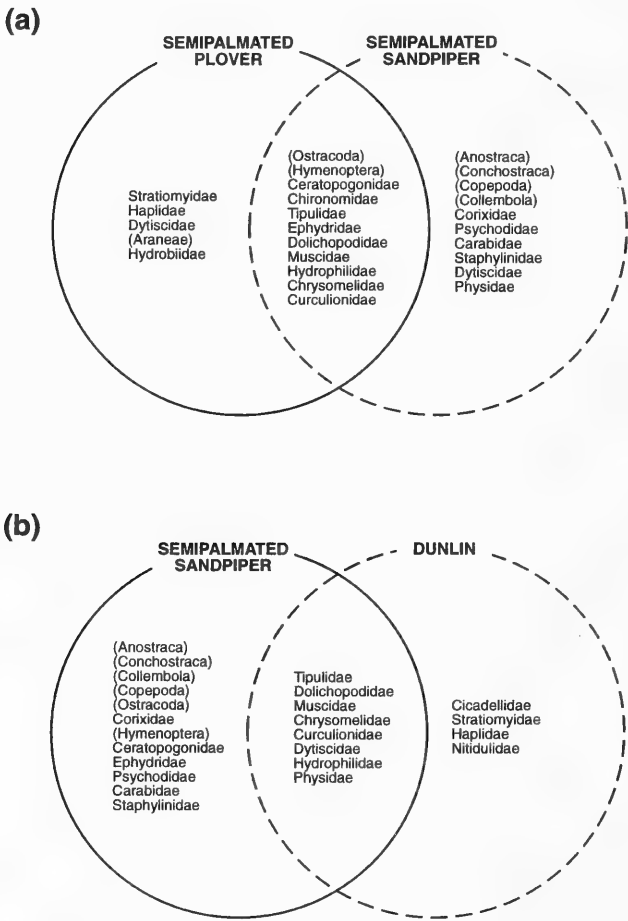 (a)
SEMIPALMATED
PLOVER
SEMIPALMATED
SANDPIPER
Stratiomyidae
Haplidae
Dytiscidae
(Araneae)
Hydrobiidae
(Ostracoda)
(Hymenoptera)
Ceratopogonidae
Chironomidae
Tipulidae
Ephydridae
Dolichopodidae
Muscidae
Hydrophilidae
Chrysomelidae
Curculionidae
(Anostraca)
(Conchostraca)
(Copepoda)
(Collembola)
Corixidae
Psychodidae
Carabidae
Staphylinidae
Dytiscidae
Physidae
(b)
SEMIPALMATED
SANDPIPER
DUNLIN
(Anostraca)
(Conchostraca)
(Collembola)
(Copepoda)
(Ostracoda)
Corixidae
(Hymenoptera)
Ceratopogonidae
Ephydridae
Psychodidae
Carabidae
Staphylinidae
Tipulidae
Dolichopodidae
Muscidae
Chrysomelidae
Curculionidae
Dytiscidae
Hydrophilidae
Physidae
Cicadellidae
Stratiomyidae
Haplidae
Nitidulidae